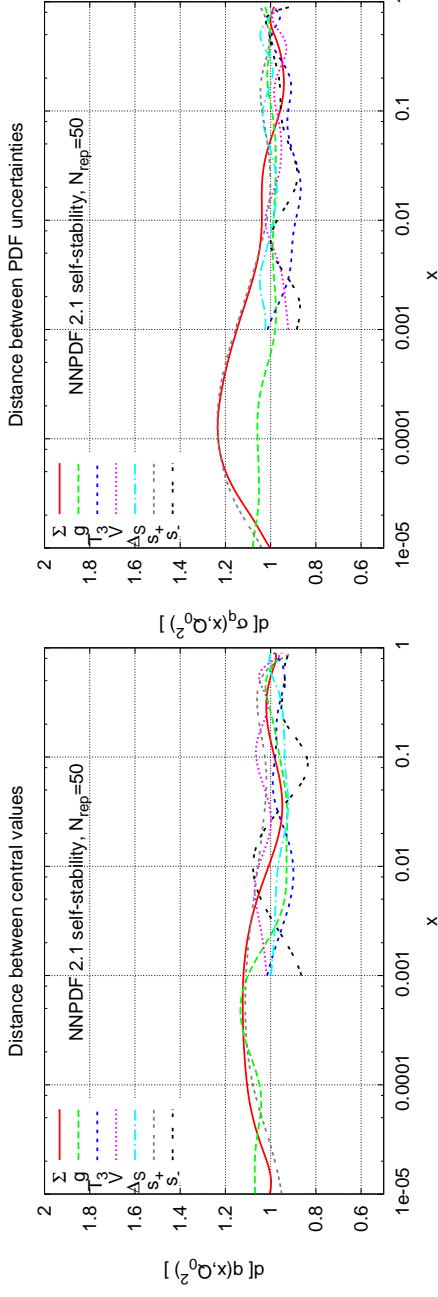 Distance between central values
NNPDF 2.1 self-stability, N_rep=50
Σ
g
T_3
V
Δ_S
s_+
s_-
d[ q(x,Q_0^2) ]
2
1.8
1.6
1.4
1.2
1
0.8
0.6
1e-05
0.0001
0.001
0.01
0.1
1
x
Distance between PDF uncertainties
NNPDF 2.1 self-stability, N_rep=50
Σ
g
T_3
V
Δ_S
s_+
s_-
d[ σ_q(x,Q_0^2) ]
2
1.8
1.6
1.4
1.2
1
0.8
0.6
1e-05
0.0001
0.001
0.01
0.1
1
x